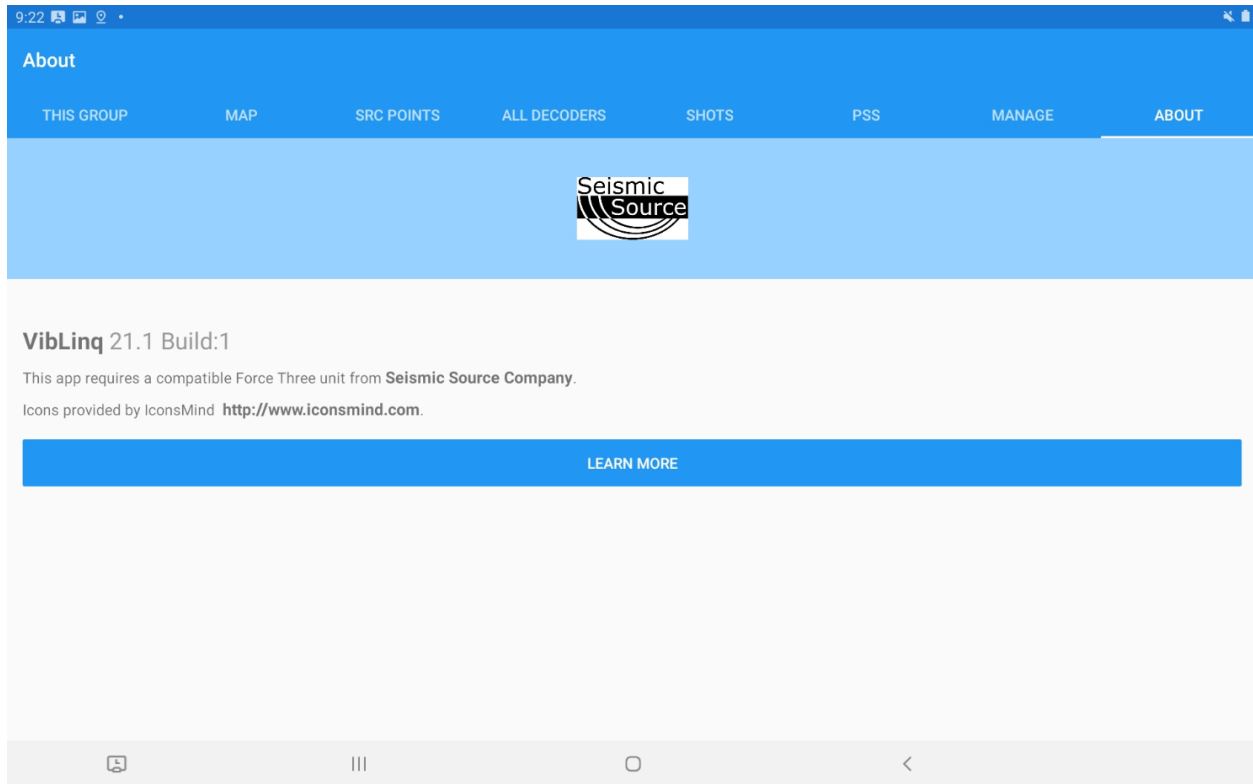 9:22
About
THIS GROUP MAP SRC POINTS ALL DECODERS SHOTS PSS MANAGE ABOUT
Seismic
Source
VibLinq 21.1 Build:1
This app requires a compatible Force Three unit from Seismic Source Company.
Icons provided by IconsMind http://www.iconsmind.com.
LEARN MORE